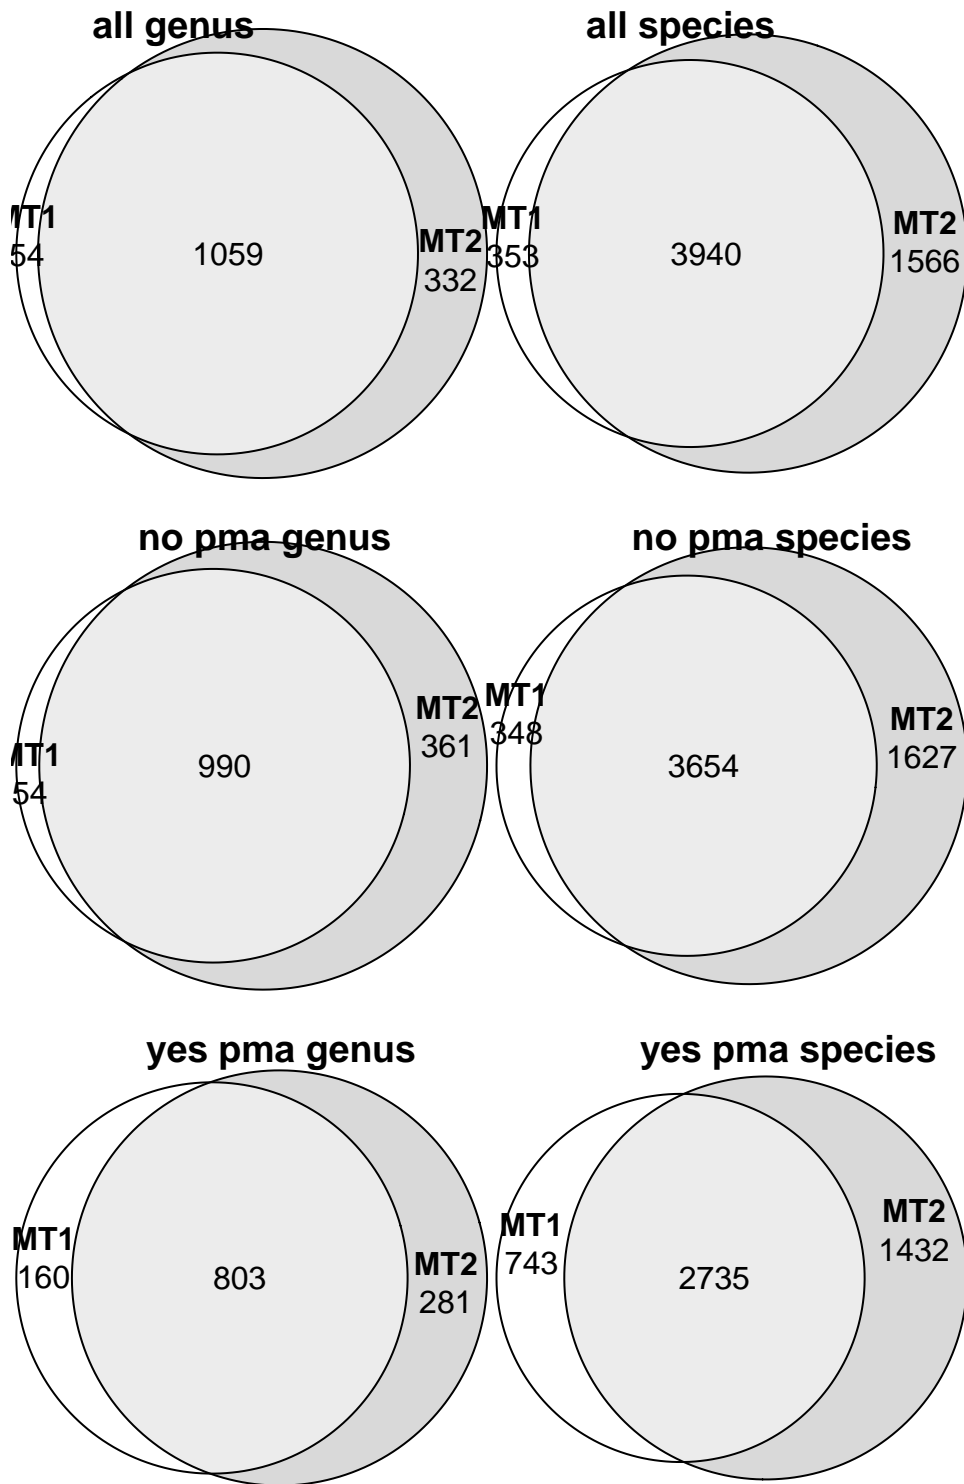 all genus
all species
MT1
54
1059
MT2
332
MT1
353
3940
MT2
1566
no pma genus
no pma species
MT1
54
990
MT2
361
MT1
348
3654
MT2
1627
yes pma genus
yes pma species
MT1
160
803
MT2
281
MT1
743
2735
MT2
1432